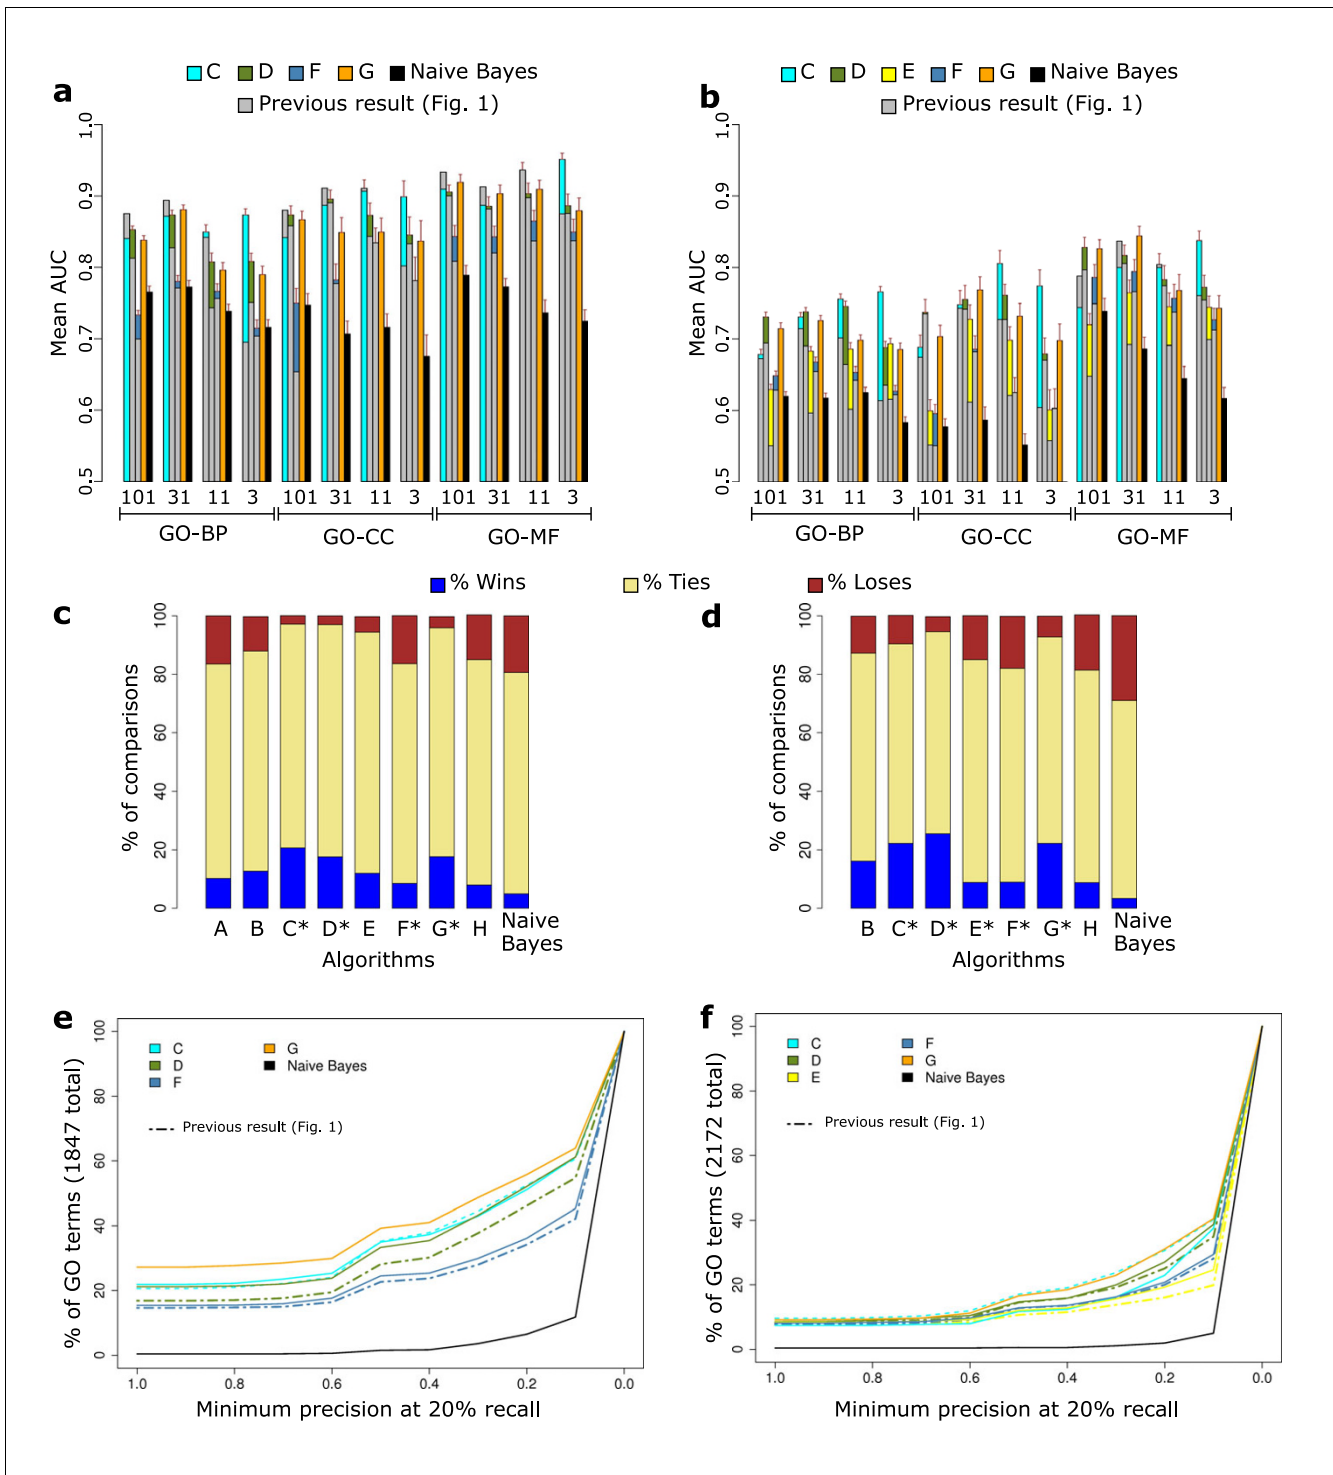 C D F G Naive Bayes
a
Previous result (Fig. 1)
Mean AUC
1.0
0.9
0.8
0.7
0.6
0.5
101 31 11 3 101 31 11 3 101 31 11 3
GO-BP GO-CC GO-MF
C D E F G Naive Bayes
b
Previous result (Fig. 1)
Mean AUC
1.0
0.9
0.8
0.7
0.6
0.5
101 31 11 3 101 31 11 3 101 31 11 3
GO-BP GO-CC GO-MF
% Wins % Ties % Loses
c
% of comparisons
100
80
60
40
20
0
A B C* D* E F* G* H Naive
Bayes
Algorithms
d
% of comparisons
100
80
60
40
20
0
B C* D* E* F* G* H Naive
Bayes
Algorithms
e
% of GO terms (1847 total)
100
80
60
40
20
0
C G
D Naive Bayes
F
Previous result (Fig. 1)
1.0 0.8 0.6 0.4 0.2 0.0
Minimum precision at 20% recall
f
% of GO terms (2172 total)
100
80
60
40
20
0
C F
D G
E Naive Bayes
Previous result (Fig. 1)
1.0 0.8 0.6 0.4 0.2 0.0
Minimum precision at 20% recall